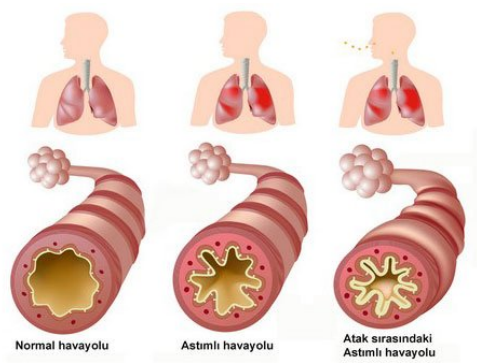 Normal havayolu
Astımlı havayolu
Atak sırasındaki
Astımlı havayolu